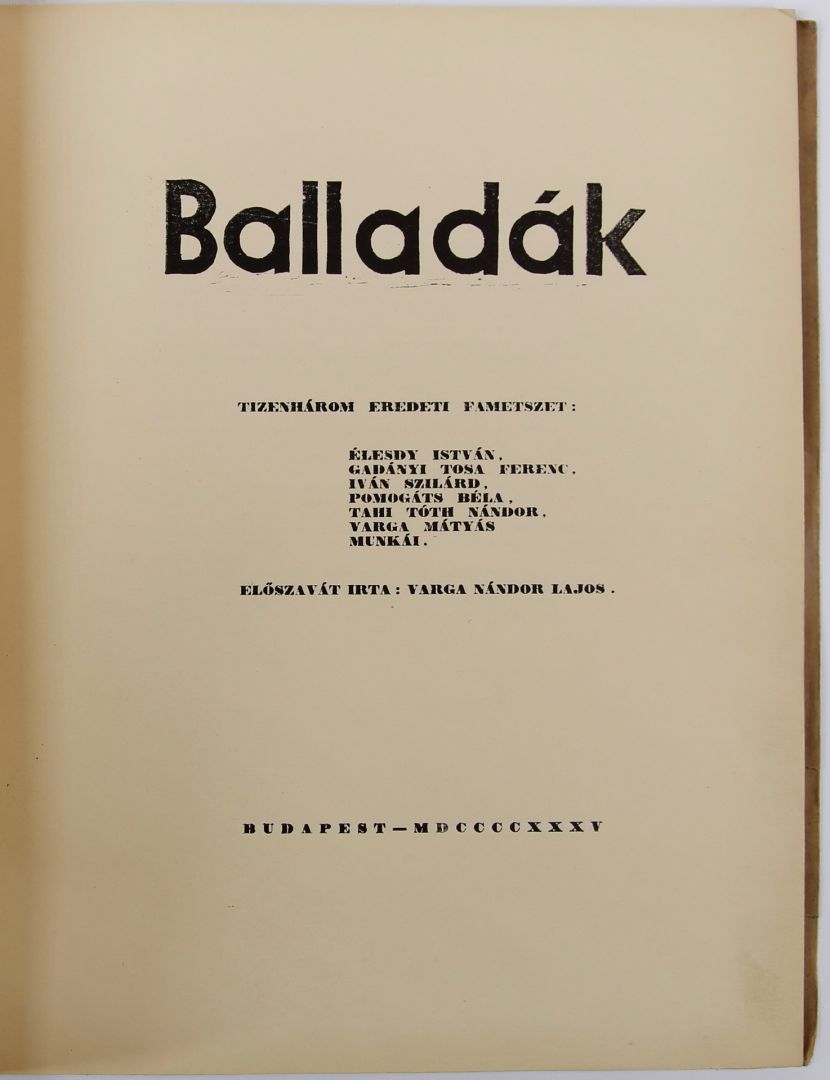 Balladák
TIZENHÁROM EREDETI FAMETSZET:
ÉLESDY ISTVÁN,
GADÁNYI TOSA FERENC,
IVÁN SZILÁRD,
POMOGÁTS BÉLA,
TAHI TÓTH NÁNDOR,
VARGA MÁTYÁS
MUNKÁI.
ELŐSZAVÁT IRTA: VARGA NÁNDOR LAJOS.
BUDAPEST—MDCCCCXXXV